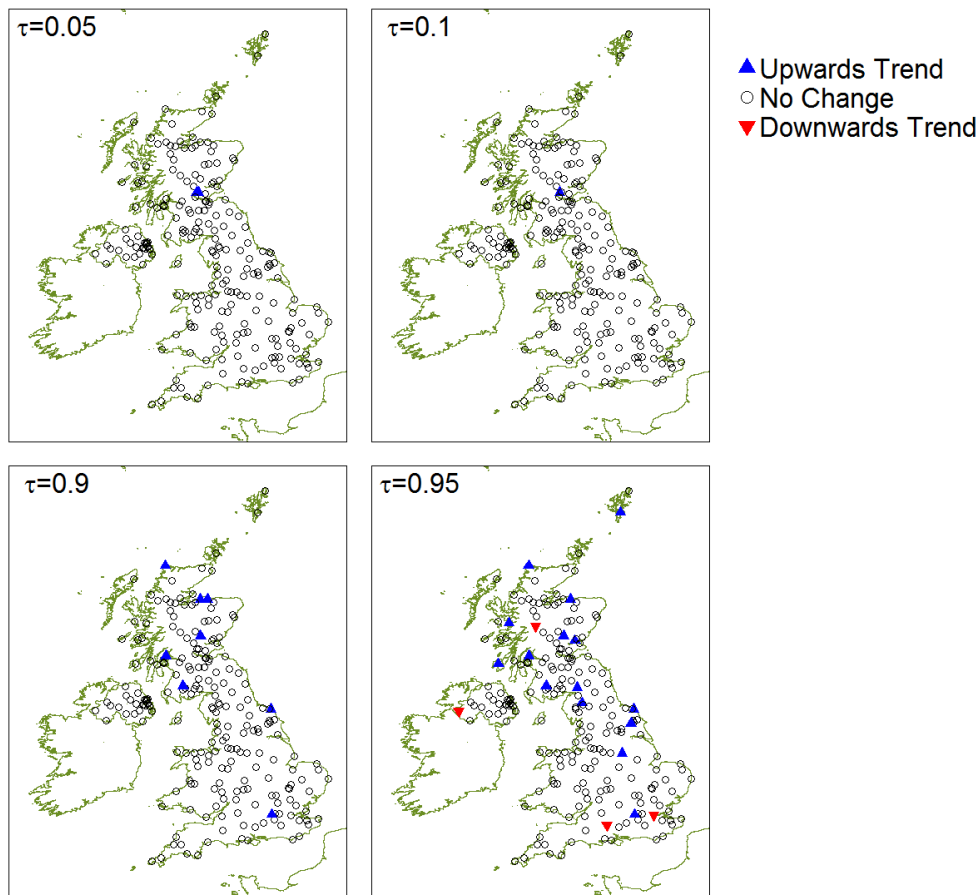 τ=0.05
τ=0.1
Upwards Trend
No Change
Downwards Trend
τ=0.9
τ=0.95